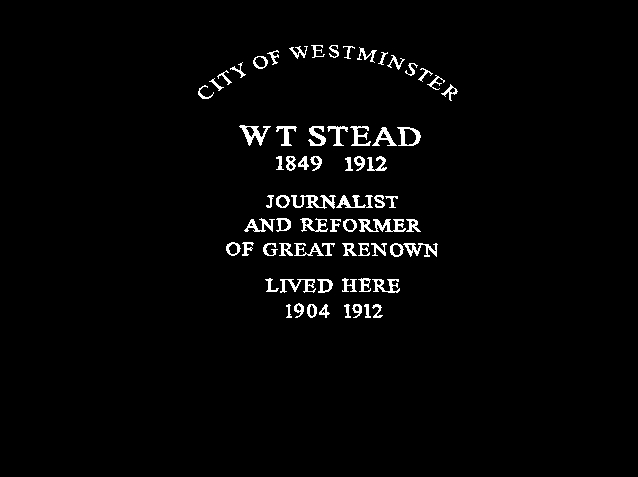 CITY OF WESTMINSTER
WT STEAD
1849 1912
JOURNALIST
AND REFORMER
OF GREAT RENOWN
LIVED HERE
1904 1912